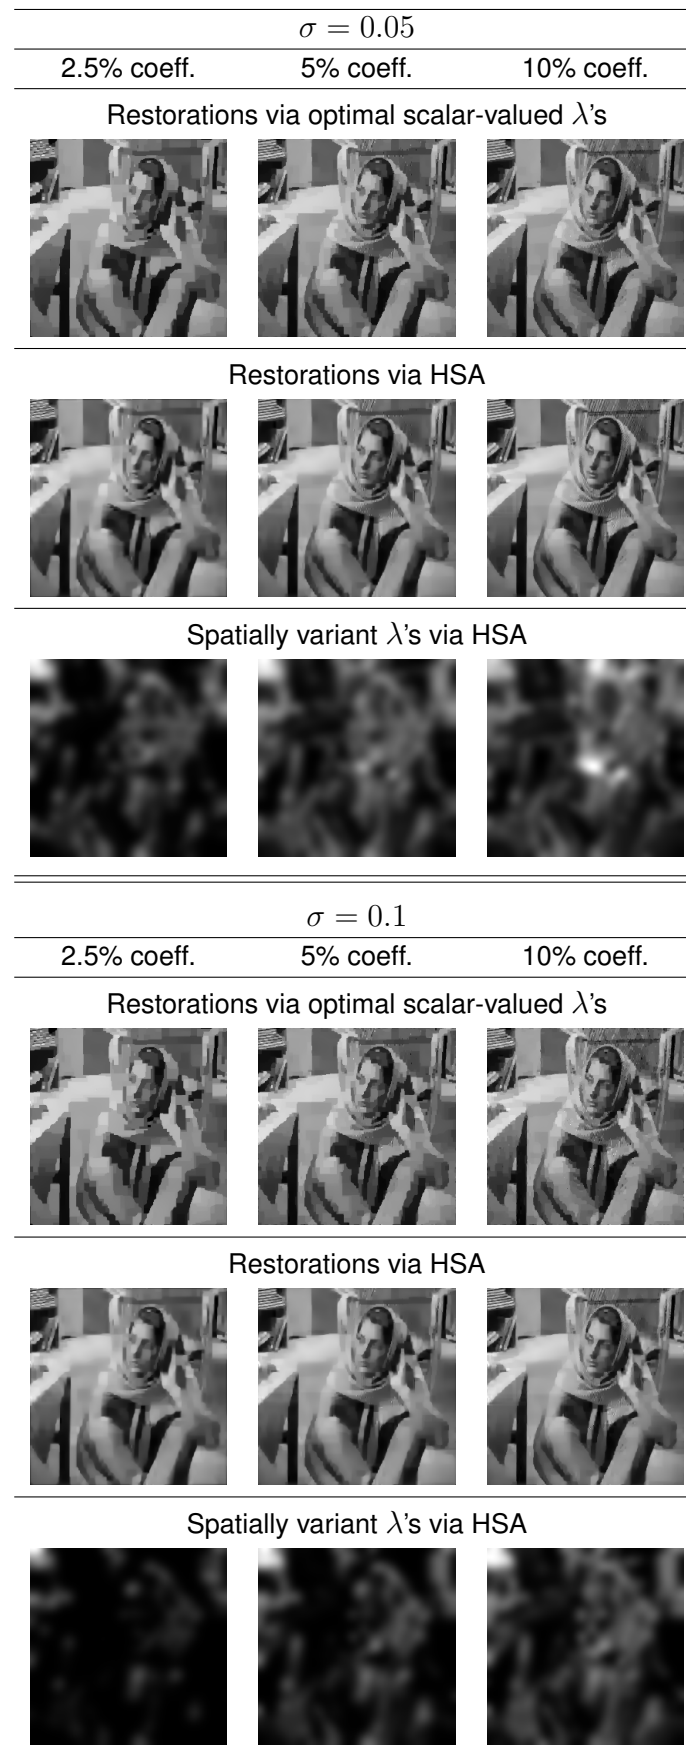 σ = 0.05
2.5% coeff. 5% coeff. 10% coeff.
Restorations via optimal scalar-valued λ's
Restorations via HSA
Spatially variant λ's via HSA
σ = 0.1
2.5% coeff. 5% coeff. 10% coeff.
Restorations via optimal scalar-valued λ's
Restorations via HSA
Spatially variant λ's via HSA